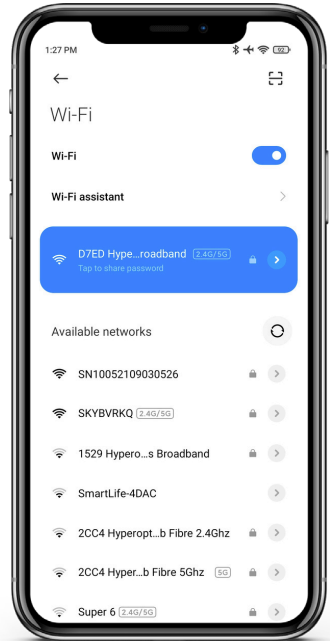 1:27 PM
92
Wi-Fi
Wi-Fi
Wi-Fi assistant
D7ED Hype…roadband 2.4G/5G
Tap to share password
Available networks
SN10052109030526
SKYBVRKQ 2.4G/5G
1529 Hypero…s Broadband
SmartLife-4DAC
2CC4 Hyperopt…b Fibre 2.4Ghz
2CC4 Hyper…b Fibre 5Ghz 5G
Super 6 2.4G/5G